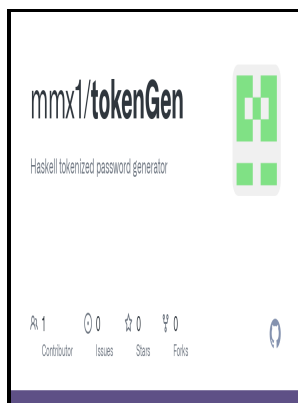 mmx1/tokenGen
Haskell tokenized password generator
1 0 0 0
Contributor Issues Stars Forks